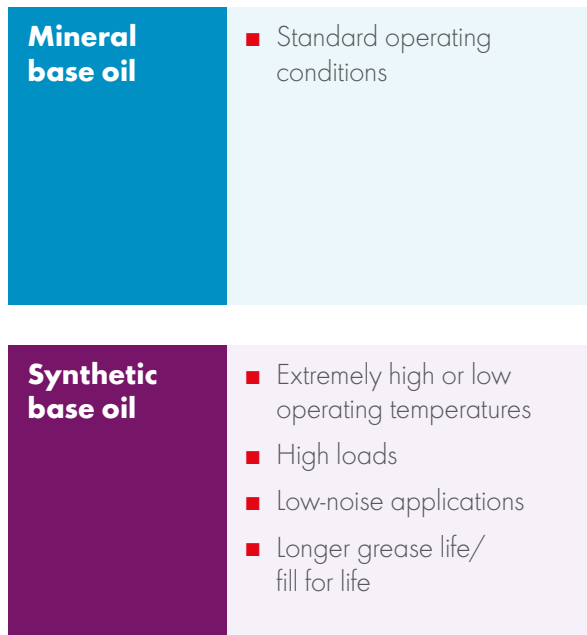 Mineral
base oil
Standard operating
conditions
Synthetic
base oil
Extremely high or low
operating temperatures
High loads
Low-noise applications
Longer grease life/
fill for life